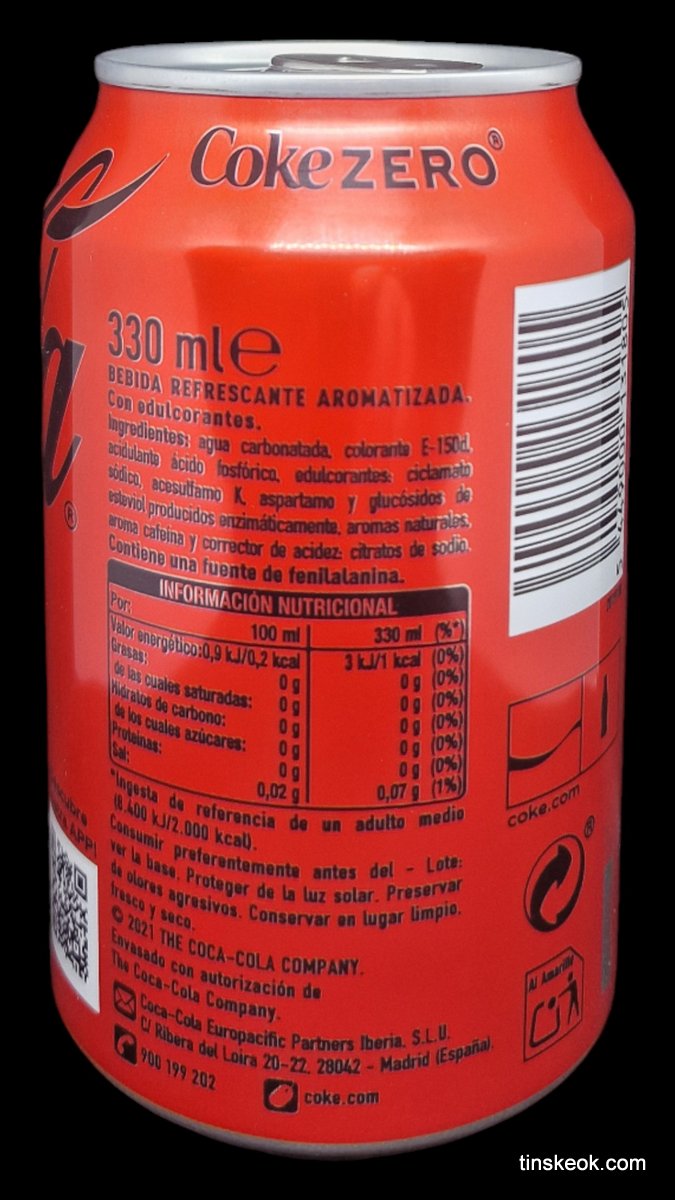 Coke ZERO®
330 ml e
BEBIDA REFRESCANTE AROMATIZADA.
Con edulcorantes.
Ingredientes: agua carbonatada, colorante E-150d,
acidulante ácido fosfórico, edulcorantes: ciclamato
sódico, acesulfamo K, aspartamo y glucósidos de
esteviol producidos enzimáticamente, aromas naturales,
aroma cafeína y corrector de acidez: citratos de sodio.
Contiene una fuente de fenilalanina.
INFORMACIÓN NUTRICIONAL
Por: 100 ml 330 ml (%*)
Valor energético: 0,9 kJ/0,2 kcal 3 kJ/1 kcal (0%)
Grasas: 0 g 0 g (0%)
de las cuales saturadas: 0 g 0 g (0%)
Hidratos de carbono: 0 g 0 g (0%)
de los cuales azúcares: 0 g 0 g (0%)
Proteínas: 0 g 0 g (0%)
Sal: 0,02 g 0,07 g (1%)
*Ingesta de referencia de un adulto medio
(8.400 kJ/2.000 kcal).
Consumir preferentemente antes del - Lote:
ver la base. Proteger de la luz solar. Preservar
de olores agresivos. Conservar en lugar limpio,
fresco y seco.
© 2021 THE COCA-COLA COMPANY.
Envasado con autorización de
The Coca-Cola Company.
Coca-Cola Europacific Partners Iberia, S.L.U.
C/ Ribera del Loira 20-22. 28042 - Madrid (España).
900 199 202
coke.com
coke.com
®
Al Amarillo
APP!
®
tinskeok.com